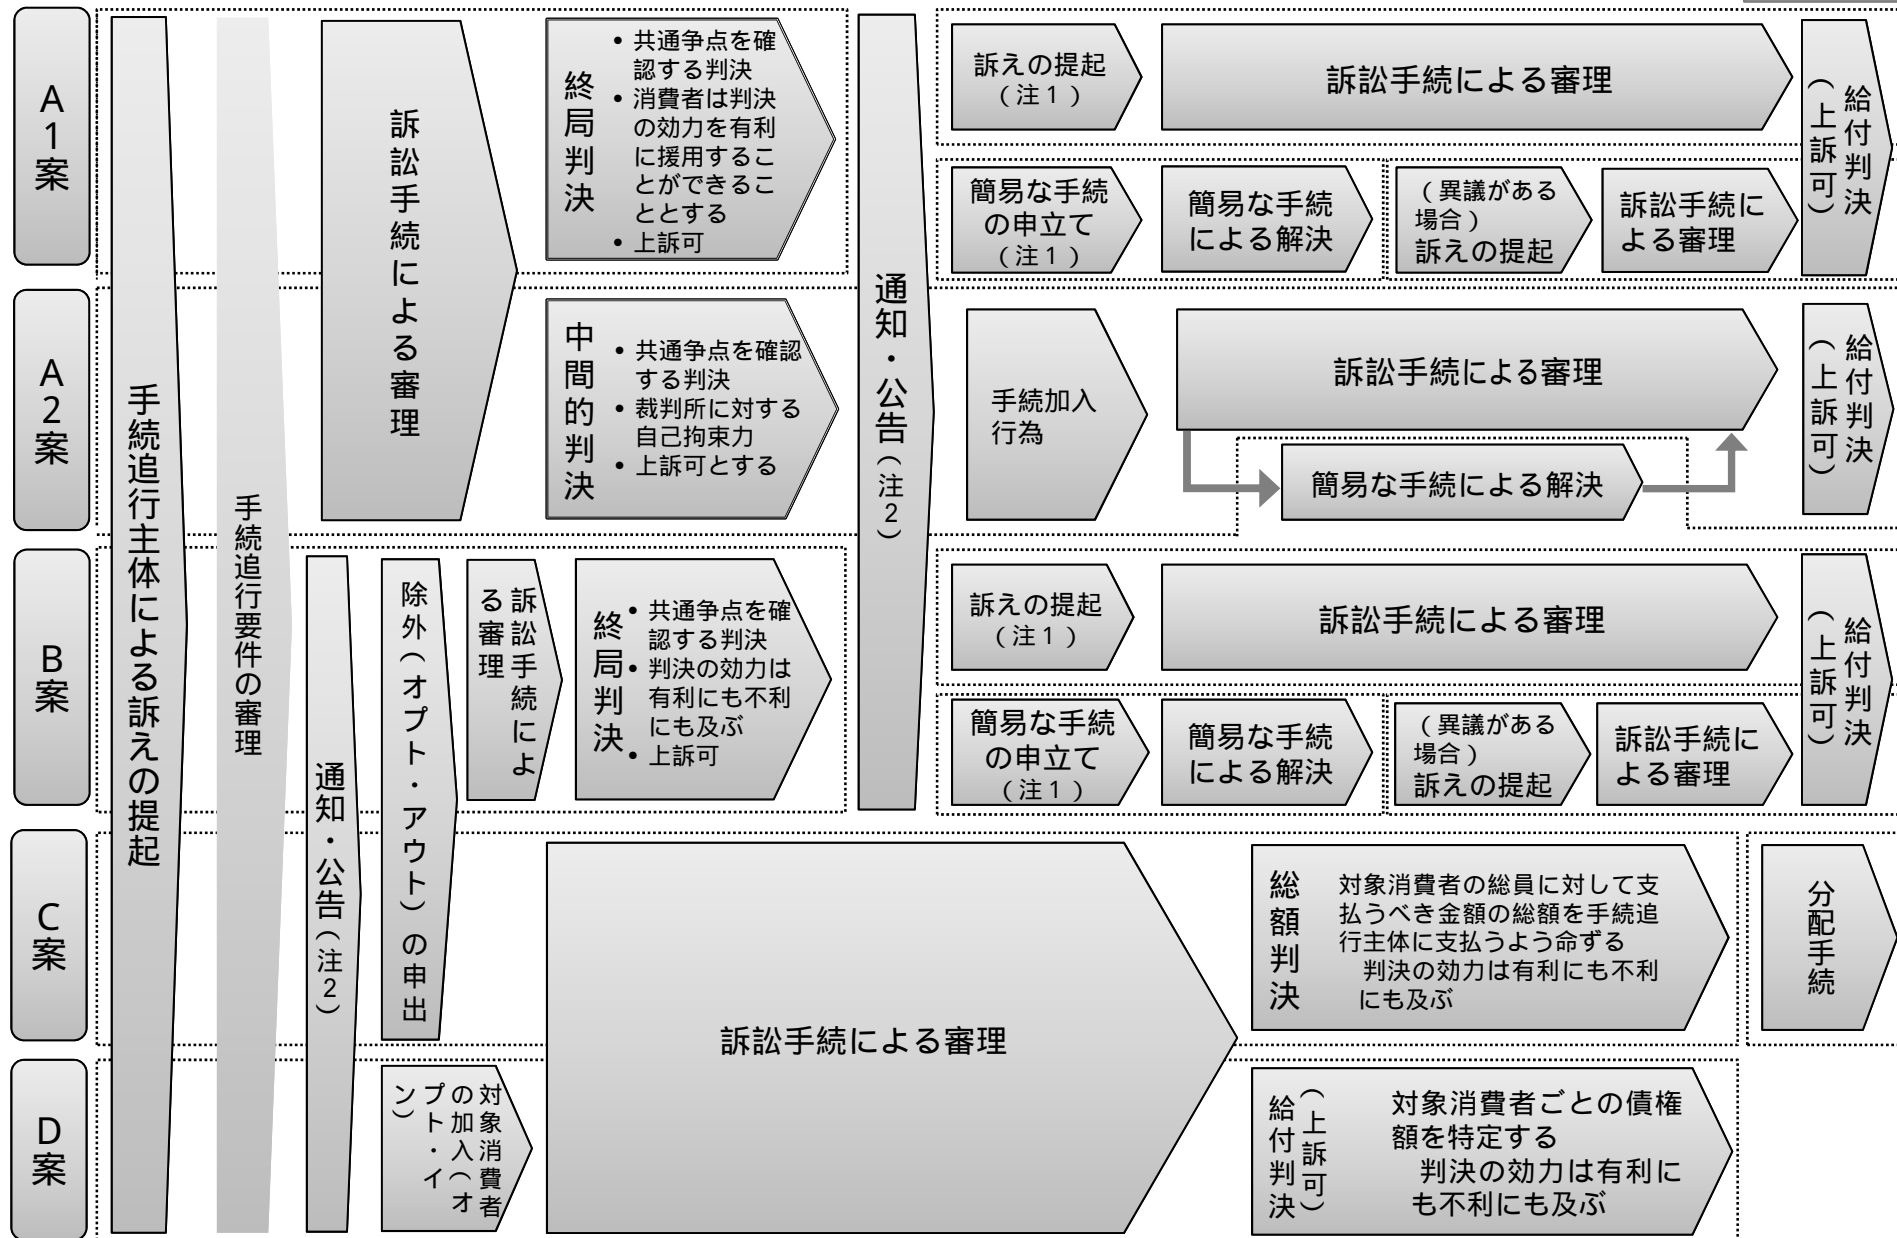 A1案
手続追行主体による訴えの提起
手続追行要件の審理
訴訟手続による審理
終局判決
• 共通争点を確
認する判決
• 消費者は判決
の効力を有利
に援用するこ
とができるこ
ととする
• 上訴可
通知・公告（注2）
訴えの提起
（注1）
訴訟手続による審理
給付判決
（上訴可）
簡易な手続
の申立て
（注1）
簡易な手続
による解決
（異議がある
場合）
訴えの提起
訴訟手続に
よる審理
A2案
中間的判決
• 共通争点を確認
する判決
• 裁判所に対する
自己拘束力
• 上訴可とする
手続加入
行為
訴訟手続による審理
簡易な手続による解決
給付判決
（上訴可）
B案
通知・公告（注2）
除外（オプト・アウト）の申出
訴訟手続によ
る審理
終局判決
• 共通争点を確
認する判決
• 判決の効力は
有利にも不利
にも及ぶ
• 上訴可
訴えの提起
（注1）
訴訟手続による審理
給付判決
（上訴可）
簡易な手続
の申立て
（注1）
簡易な手続
による解決
（異議がある
場合）
訴えの提起
訴訟手続に
よる審理
C案
訴訟手続による審理
総額判決
対象消費者の総員に対して支
払うべき金額の総額を手続追
行主体に支払うよう命ずる
判決の効力は有利にも不利
にも及ぶ
分配手続
D案
対象消費者
の加入（オ
プト・イ
ン）
給付判決
（上訴可）
対象消費者ごとの債権
額を特定する
判決の効力は有利に
も不利にも及ぶ